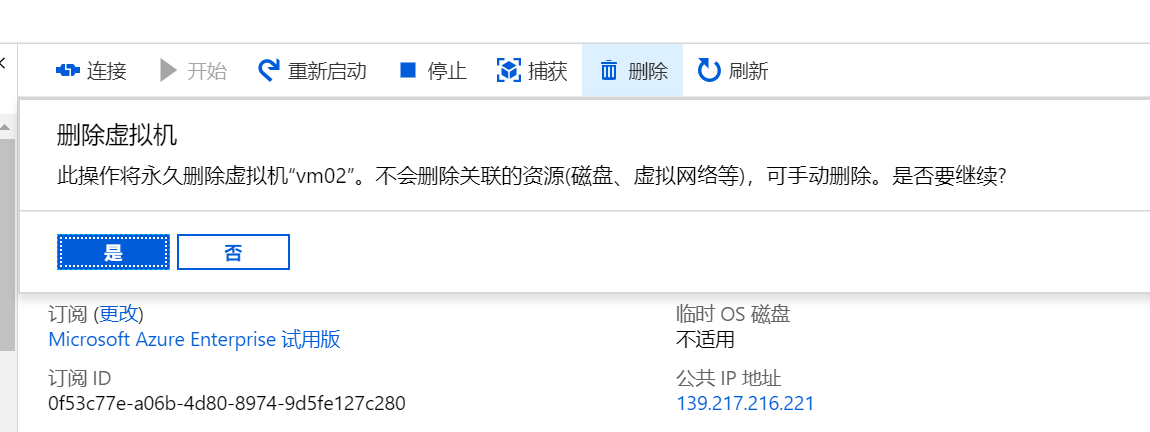 连接 开始 重新启动 停止 捕获 删除 刷新
删除虚拟机
此操作将永久删除虚拟机“vm02”。不会删除关联的资源(磁盘、虚拟网络等)，可手动删除。是否要继续?
是 否
订阅 (更改) 临时 OS 磁盘
Microsoft Azure Enterprise 试用版 不适用
订阅 ID 公共 IP 地址
0f53c77e-a06b-4d80-8974-9d5fe127c280 139.217.216.221